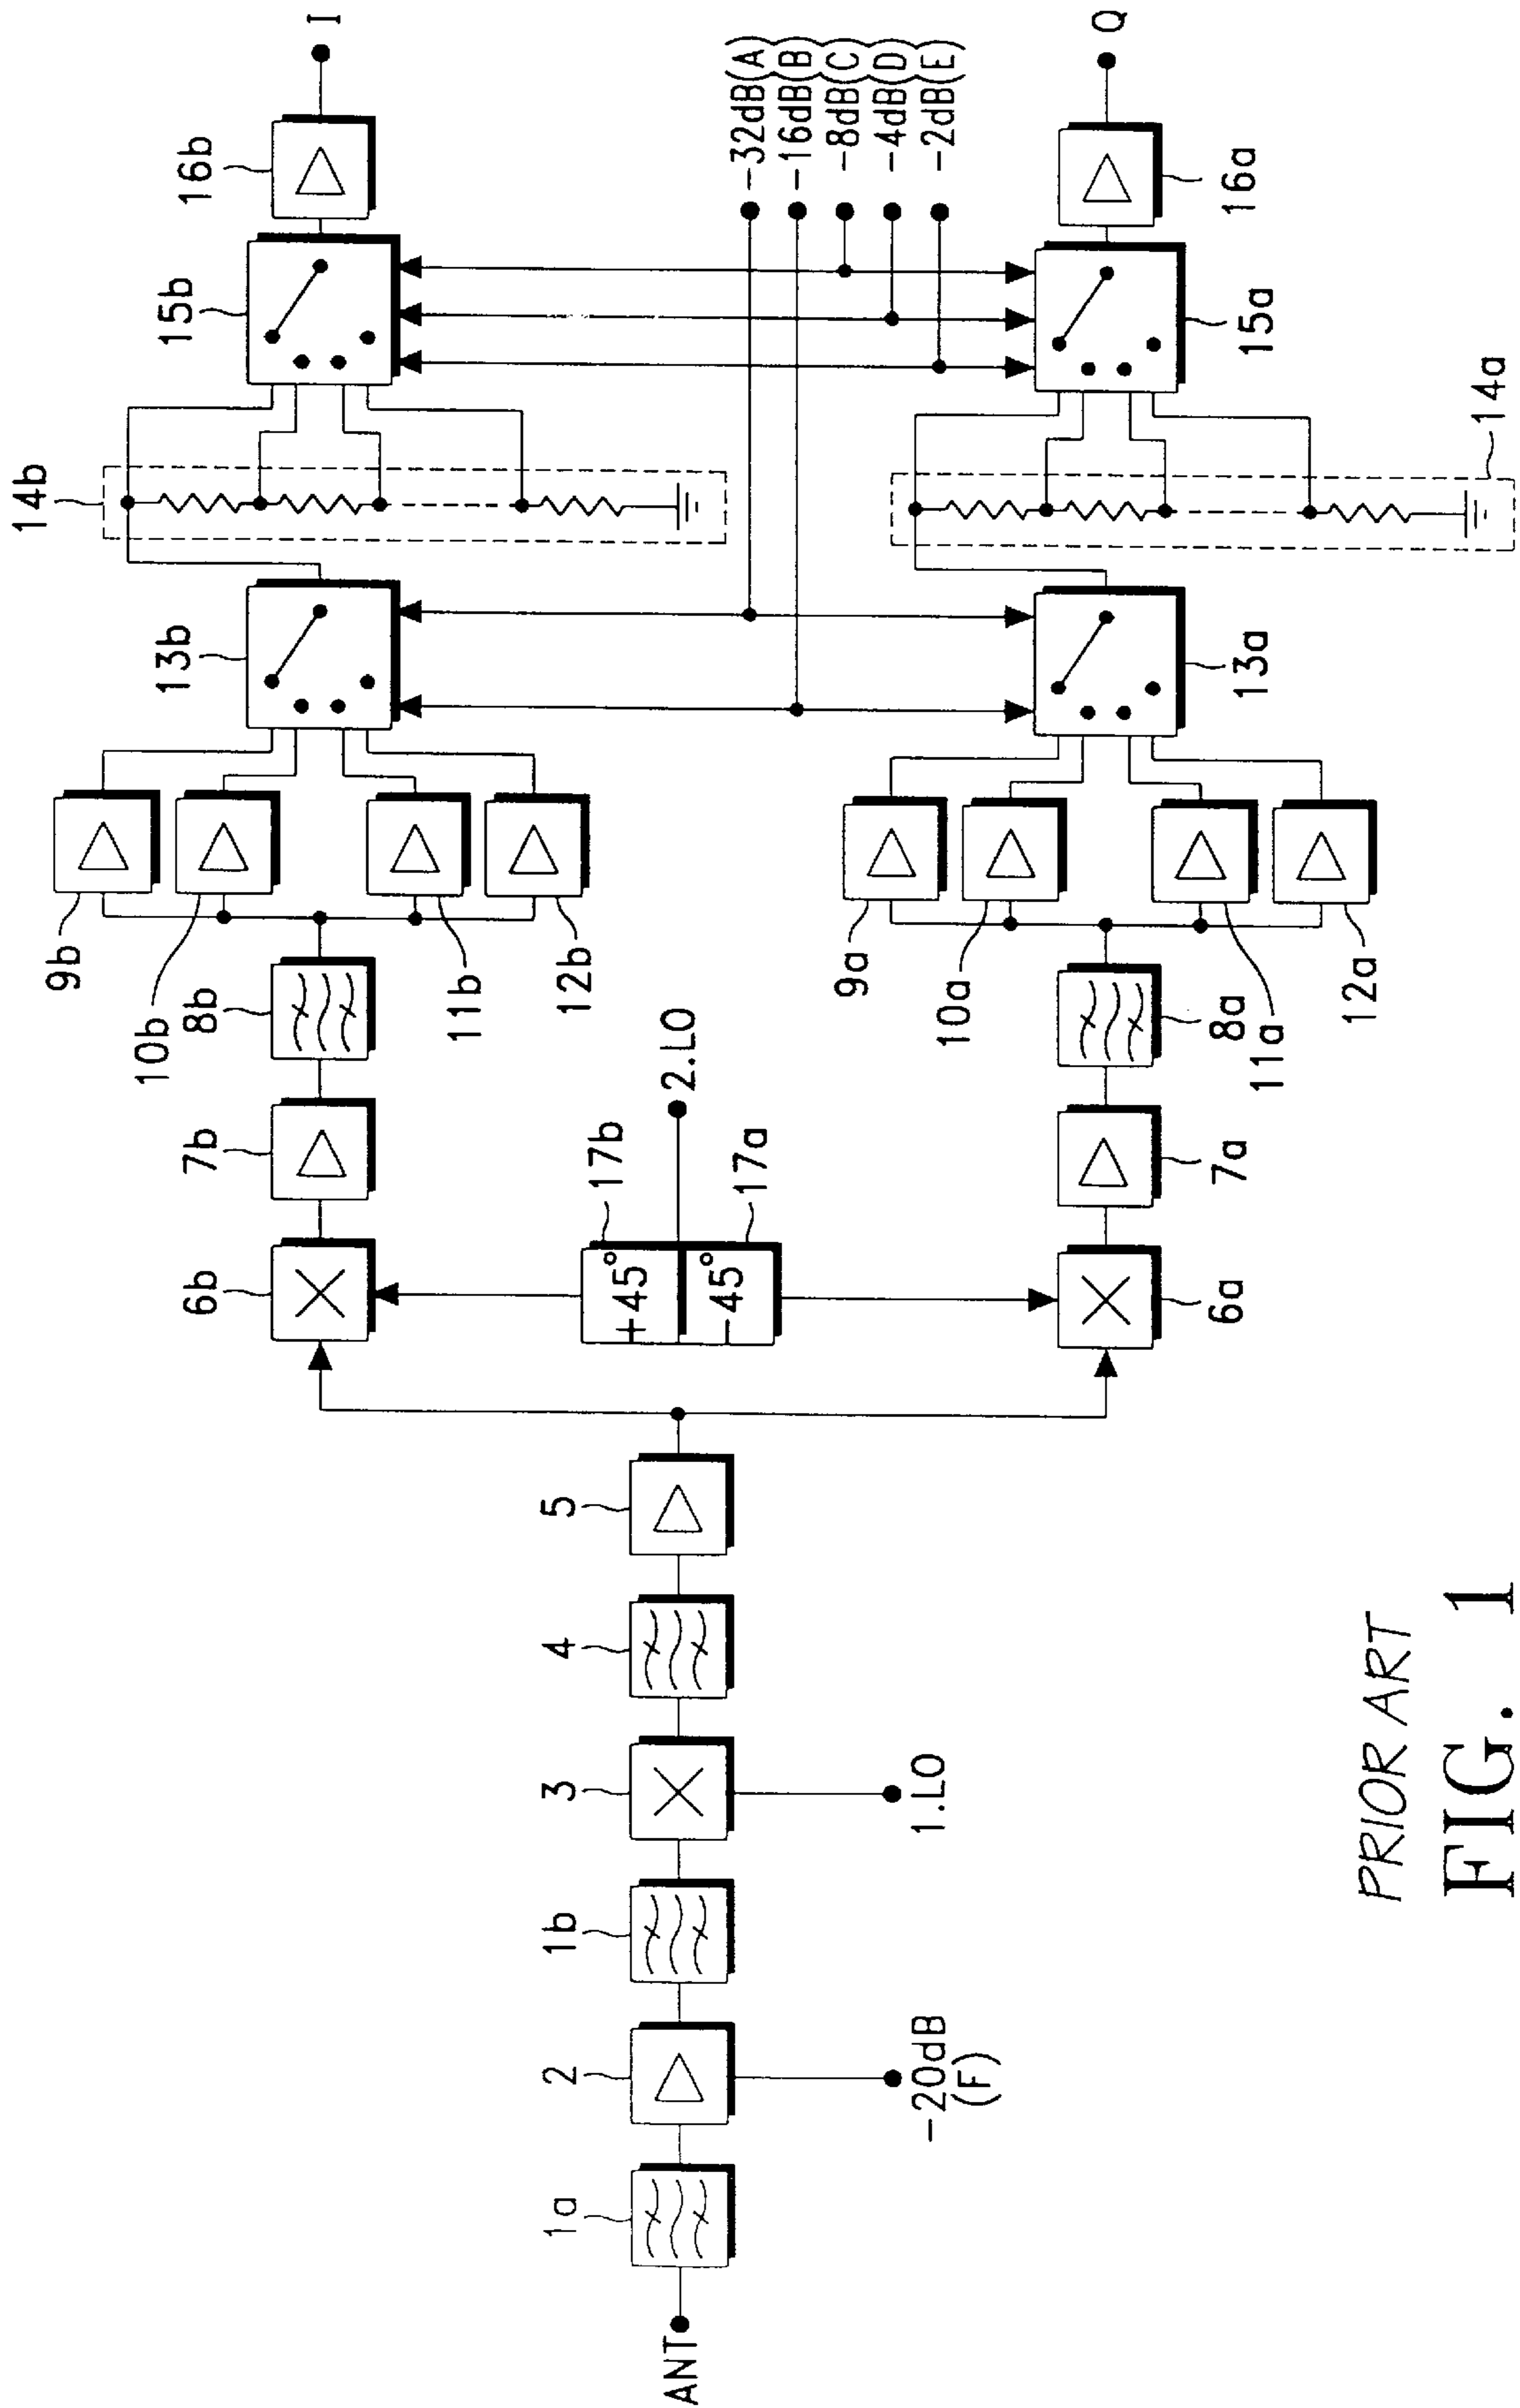 ANT
1a
2
-20dB
(F)
1b
3
1.LO
4
5
6b
6a
+45°
-45°
17b
17a
2.LO
7b
7a
8b
8a
9b
10b
11b
12b
9a
10a
11a
12a
13b
13a
14b
14a
15b
15a
16b
16a
I
Q
-32dB(A)
-16dB(B)
-8dB(C)
-4dB(D)
-2dB(E)
PRIOR ART
FIG. 1